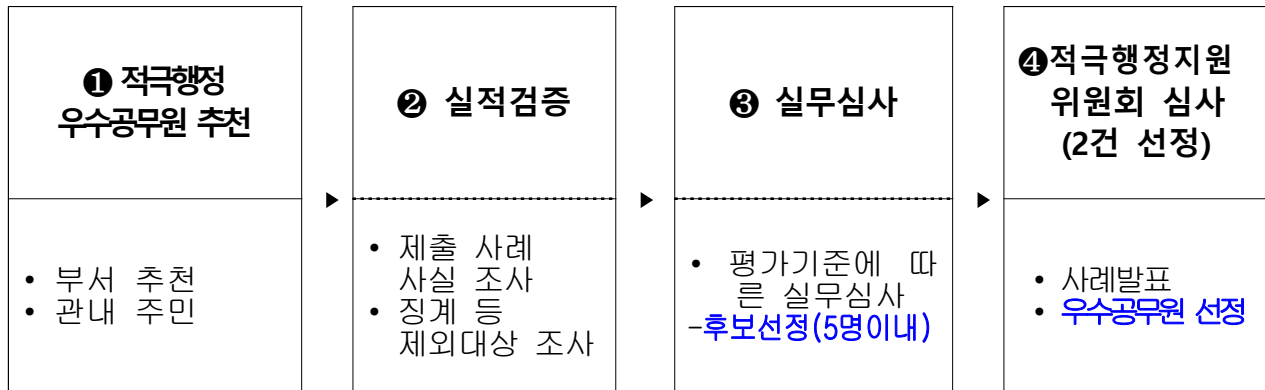 ❶ 적극행정
우수공무원 추천
❷ 실적검증
❸ 실무심사
❹적극행정지원
위원회 심사
(2건 선정)
▶
▶
▶
• 부서 추천
• 관내 주민
• 제출 사례
사실 조사
• 징계 등
제외대상 조사
• 평가기준에 따
른 실무심사
-후보선정(5명이내)
• 사례발표
• 우수공무원 선정